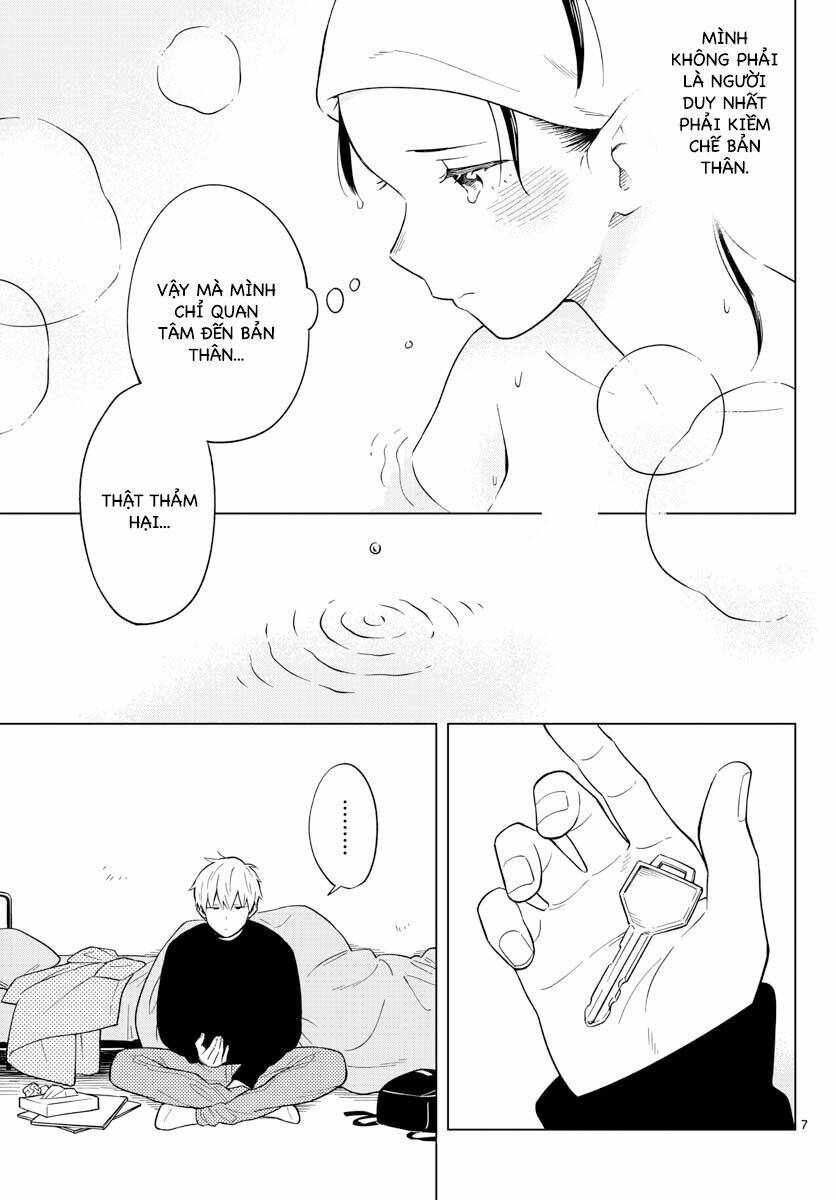 MÌNH
KHÔNG PHẢI
LÀ NGƯỜI
DUY NHẤT
PHẢI KIỀM
CHẾ BẢN
THÂN.
VẬY MÀ MÌNH
CHỈ QUAN
TÂM ĐẾN BẢN
THÂN...
THẬT THẢM
HẠI...
.........
7